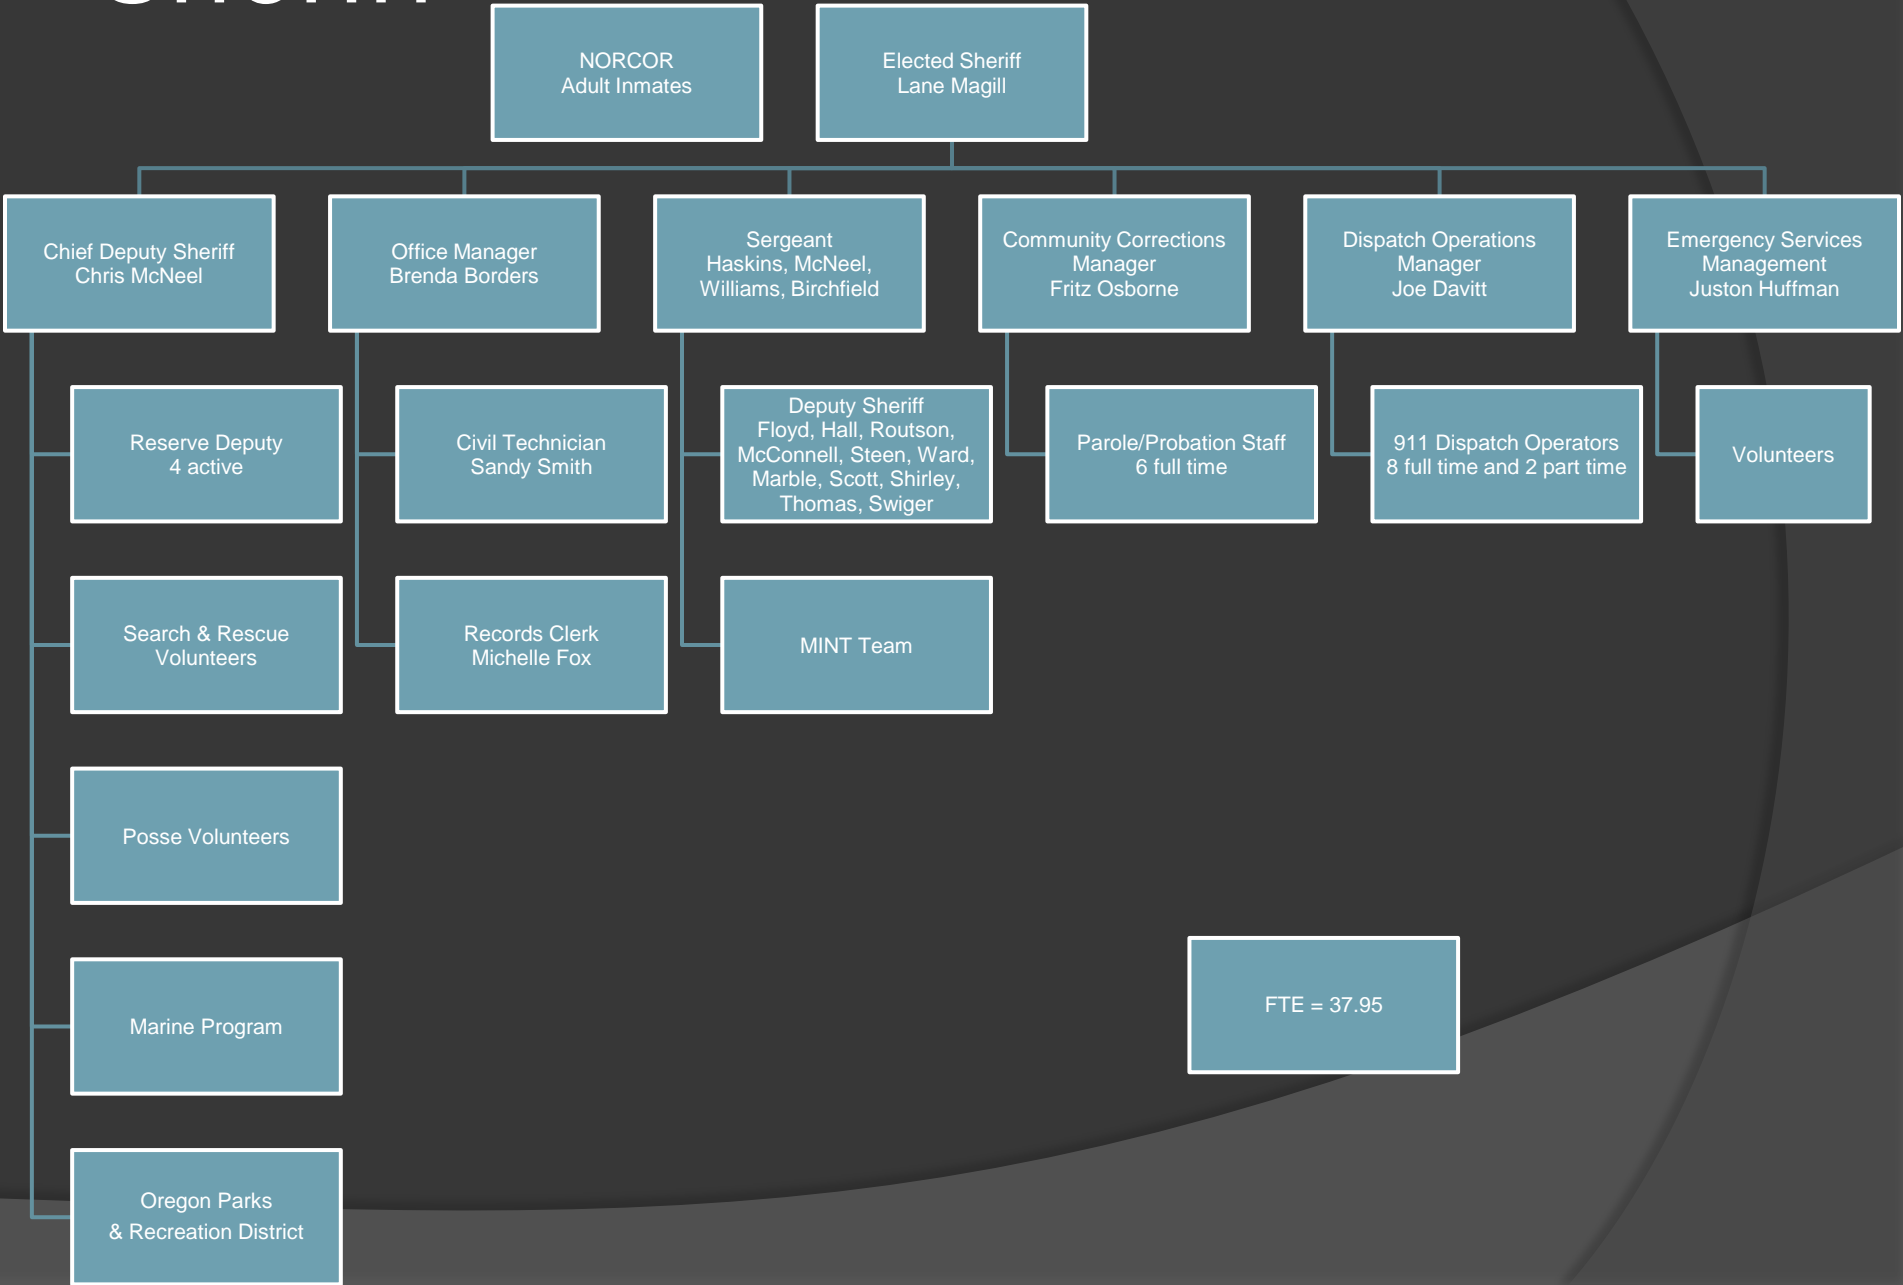 Sheriff
NORCOR
Adult Inmates
Elected Sheriff
Lane Magill
Chief Deputy Sheriff
Chris McNeel
Office Manager
Brenda Borders
Sergeant
Haskins, McNeel,
Williams, Birchfield
Community Corrections
Manager
Fritz Osborne
Dispatch Operations
Manager
Joe Davitt
Emergency Services
Management
Juston Huffman
Reserve Deputy
4 active
Civil Technician
Sandy Smith
Deputy Sheriff
Floyd, Hall, Routson,
McConnell, Steen, Ward,
Marble, Scott, Shirley,
Thomas, Swiger
Parole/Probation Staff
6 full time
911 Dispatch Operators
8 full time and 2 part time
Volunteers
Search & Rescue
Volunteers
Records Clerk
Michelle Fox
MINT Team
Posse Volunteers
Marine Program
FTE = 37.95
Oregon Parks
& Recreation District